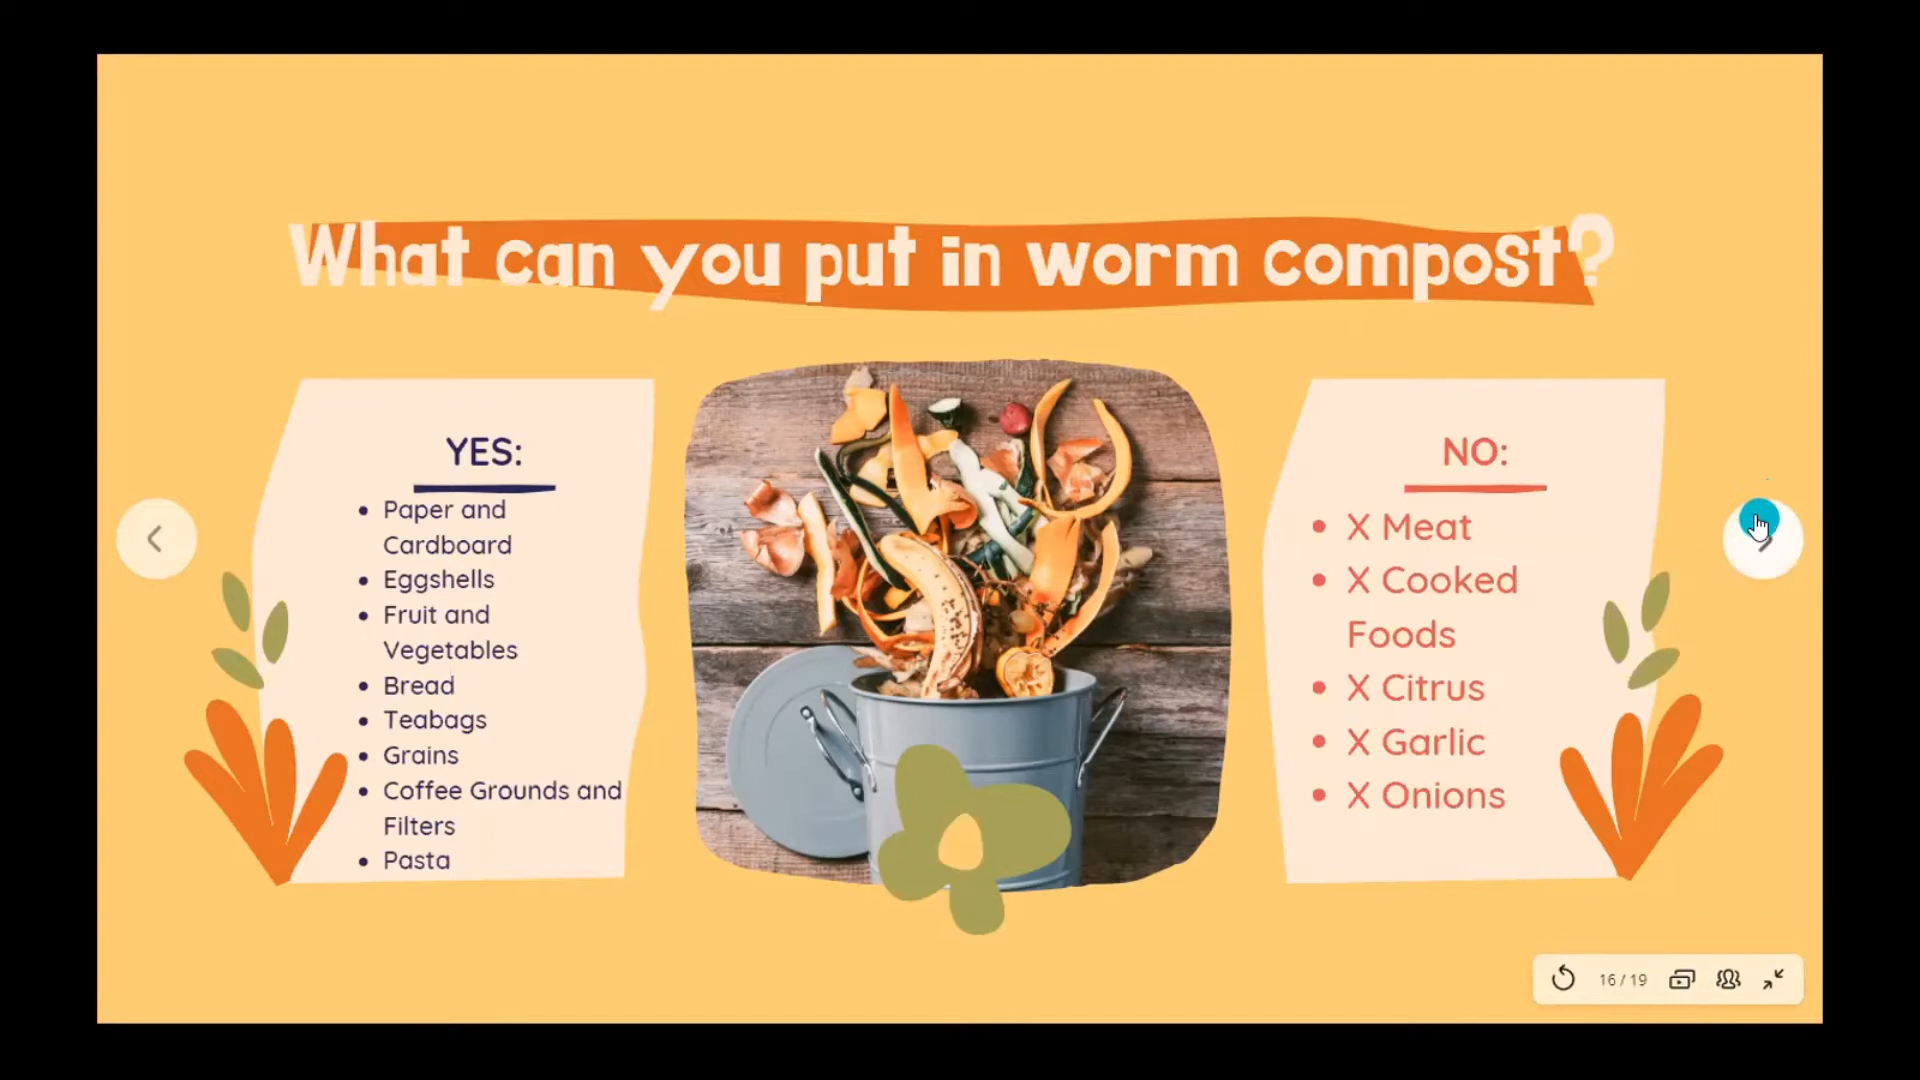 What can you put in worm compost?
YES:
• Paper and
Cardboard
• Eggshells
• Fruit and
Vegetables
• Bread
• Teabags
• Grains
• Coffee Grounds and
Filters
• Pasta
NO:
• X Meat
• X Cooked
Foods
• X Citrus
• X Garlic
• X Onions
16 / 19